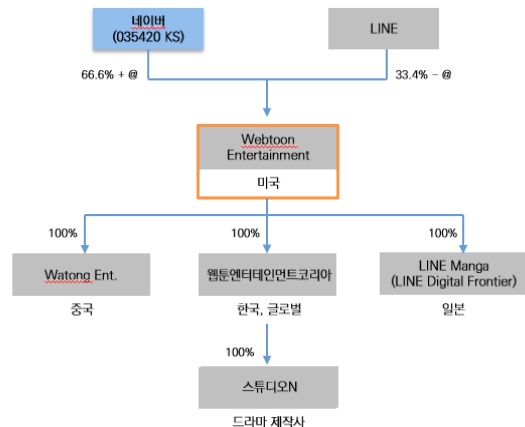 네이버
(035420 KS)
LINE
66.6% + @
33.4% – @
Webtoon
Entertainment
미국
100%
100%
100%
Watong Ent.
웹툰엔터테인먼트코리아
LINE Manga
(LINE Digital Frontier)
중국
한국, 글로벌
일본
100%
스튜디오N
드라마 제작사